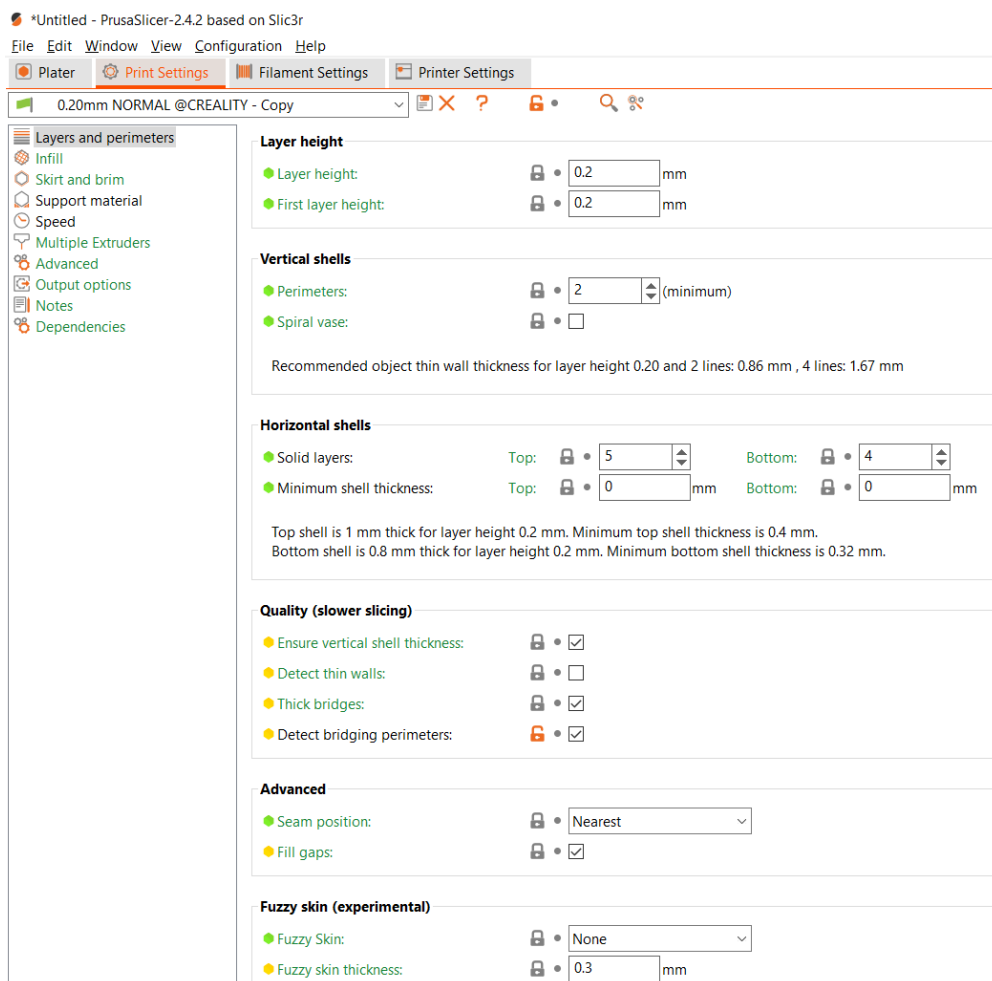 *Untitled - PrusaSlicer-2.4.2 based on Slic3r
File Edit Window View Configuration Help
Plater Print Settings Filament Settings Printer Settings
0.20mm NORMAL @CREALITY - Copy ?
Layers and perimeters
Infill
Skirt and brim
Support material
Speed
Multiple Extruders
Advanced
Output options
Notes
Dependencies
Layer height
Layer height: 0.2 mm
First layer height: 0.2 mm
Vertical shells
Perimeters: 2 (minimum)
Spiral vase:
Recommended object thin wall thickness for layer height 0.20 and 2 lines: 0.86 mm , 4 lines: 1.67 mm
Horizontal shells
Solid layers: Top: 5 Bottom: 4
Minimum shell thickness: Top: 0 mm Bottom: 0 mm
Top shell is 1 mm thick for layer height 0.2 mm. Minimum top shell thickness is 0.4 mm.
Bottom shell is 0.8 mm thick for layer height 0.2 mm. Minimum bottom shell thickness is 0.32 mm.
Quality (slower slicing)
Ensure vertical shell thickness:
Detect thin walls:
Thick bridges:
Detect bridging perimeters:
Advanced
Seam position: Nearest
Fill gaps:
Fuzzy skin (experimental)
Fuzzy Skin: None
Fuzzy skin thickness: 0.3 mm